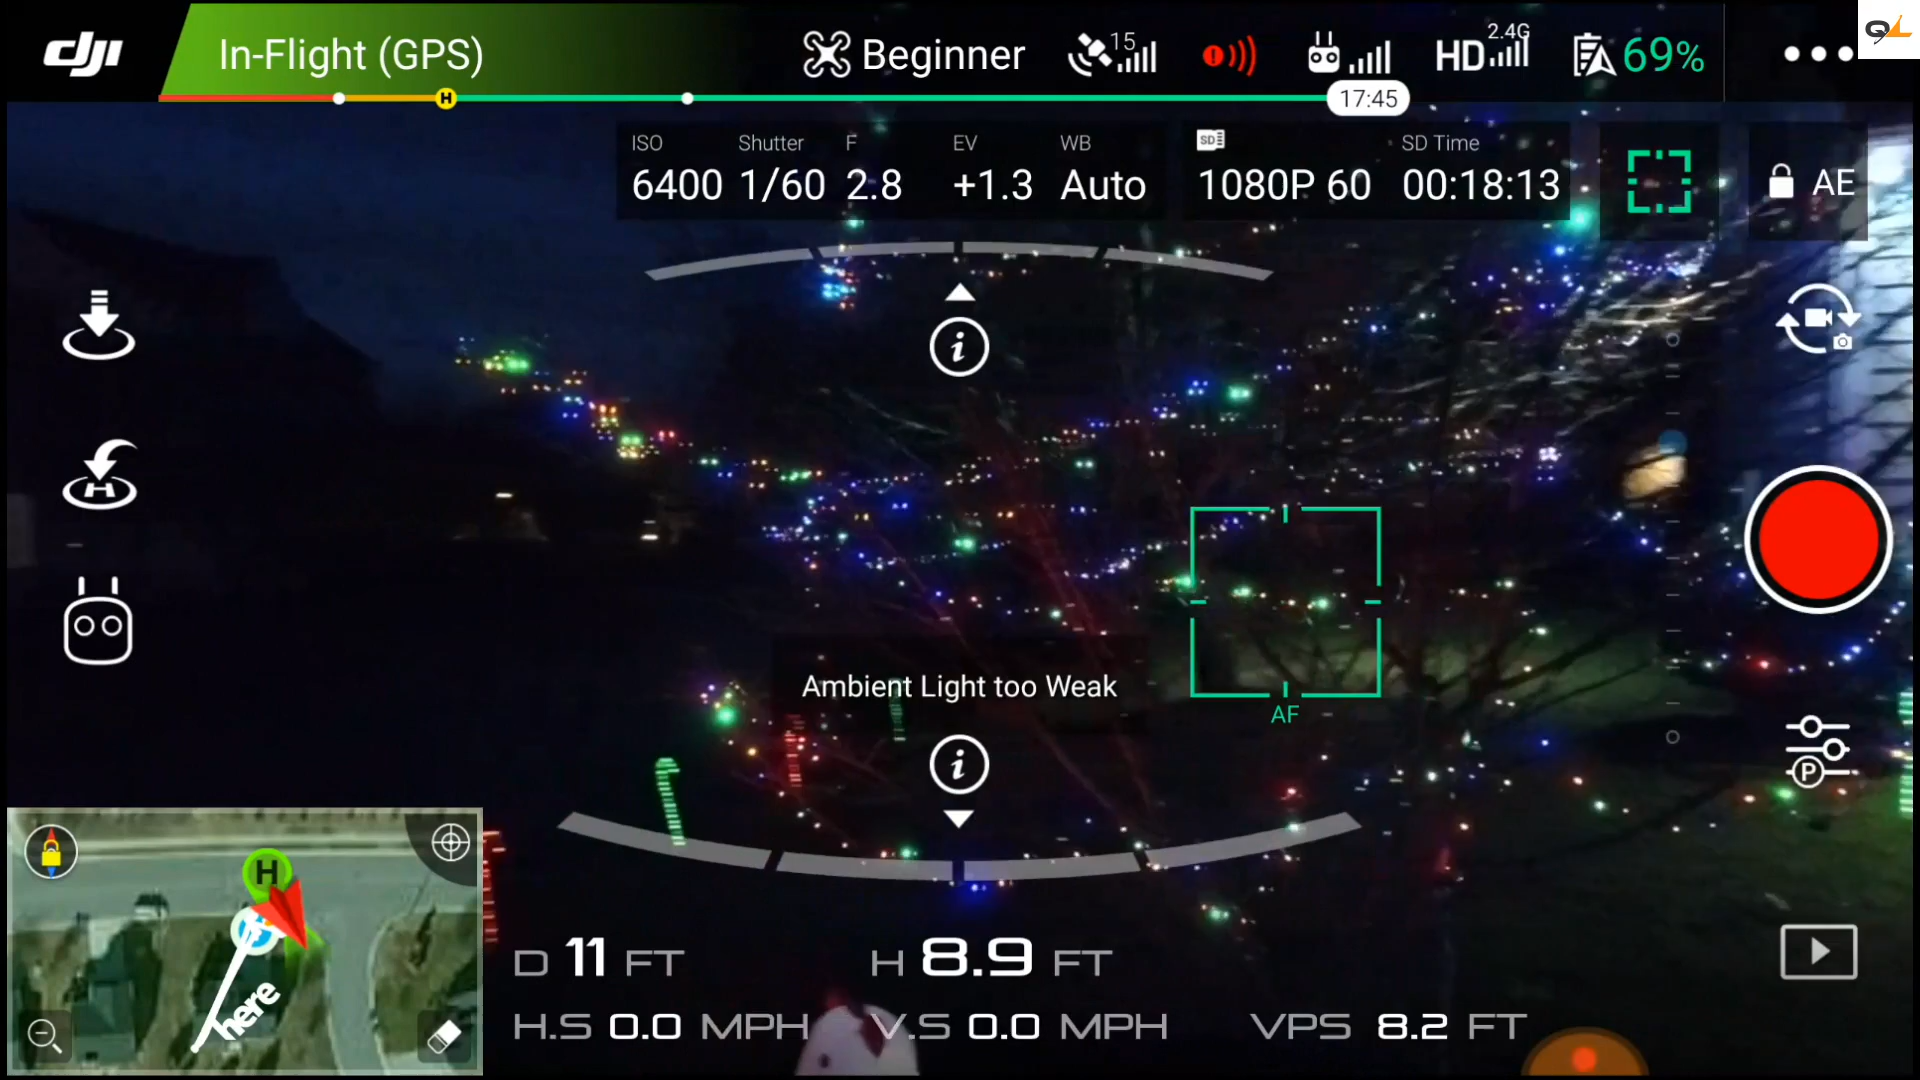 dji In-Flight (GPS) Beginner 15 HD 2.4G 69% QL
H 17:45
ISO Shutter F EV WB SD SD Time
6400 1/60 2.8 +1.3 Auto 1080P 60 00:18:13 AE
i
H
Ambient Light too Weak
AF
i
P
H
here
D 11 FT H 8.9 FT
H.S 0.0 MPH V.S 0.0 MPH VPS 8.2 FT